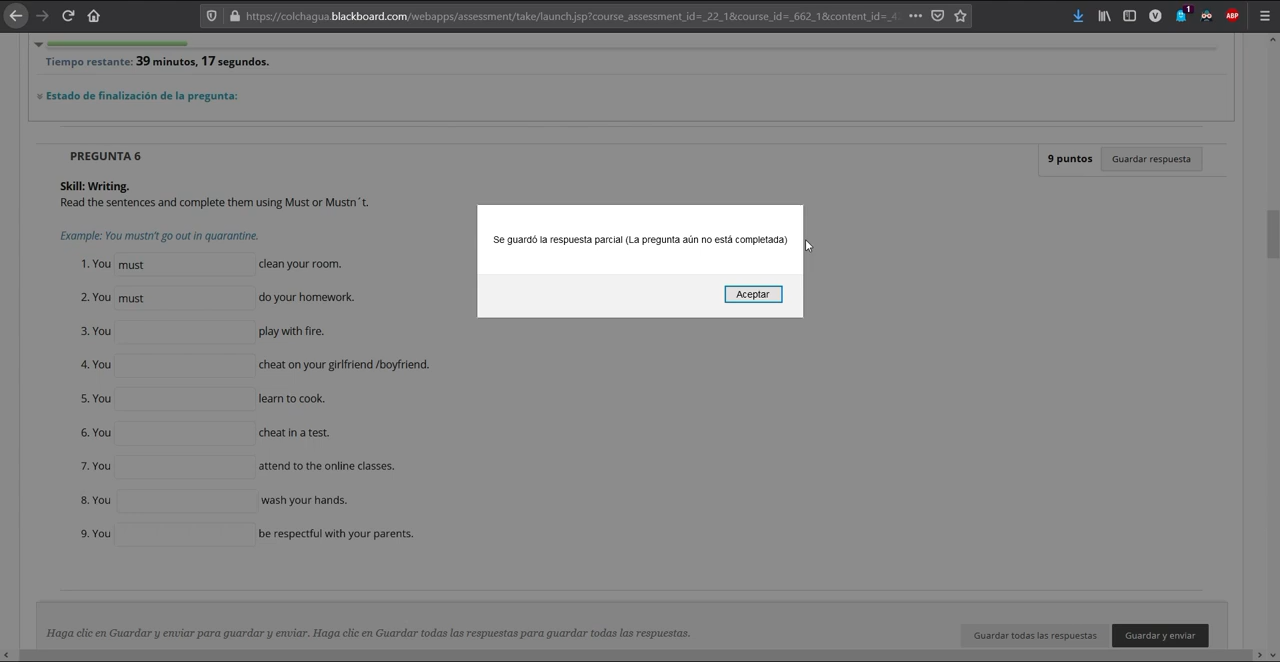 https://colchagua.blackboard.com/webapps/assessment/take/launch.jsp?course_assessment_id=_22_1&course_id=_662_1&content_id=_4
1
V
ABP
Tiempo restante: 39 minutos, 17 segundos.
Estado de finalización de la pregunta:
PREGUNTA 6
9 puntos
Guardar respuesta
Skill: Writing.
Read the sentences and complete them using Must or Mustn´t.
Example: You mustn't go out in quarantine.
1. You must clean your room.
2. You must do your homework.
3. You play with fire.
4. You cheat on your girlfriend /boyfriend.
5. You learn to cook.
6. You cheat in a test.
7. You attend to the online classes.
8. You wash your hands.
9. You be respectful with your parents.
Se guardó la respuesta parcial (La pregunta aún no está completada)
Aceptar
Haga clic en Guardar y enviar para guardar y enviar. Haga clic en Guardar todas las respuestas para guardar todas las respuestas.
Guardar todas las respuestas
Guardar y enviar